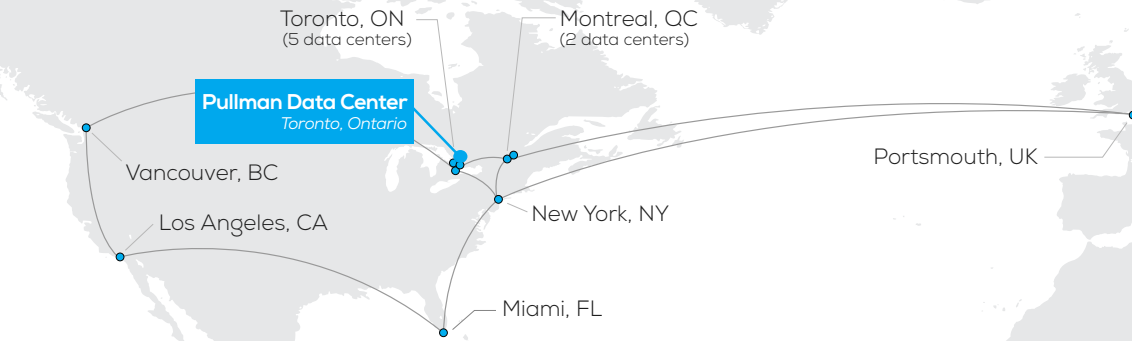 Toronto, ON
(5 data centers)
Montreal, QC
(2 data centers)
Pullman Data Center
Toronto, Ontario
Vancouver, BC
Portsmouth, UK
Los Angeles, CA
New York, NY
Miami, FL